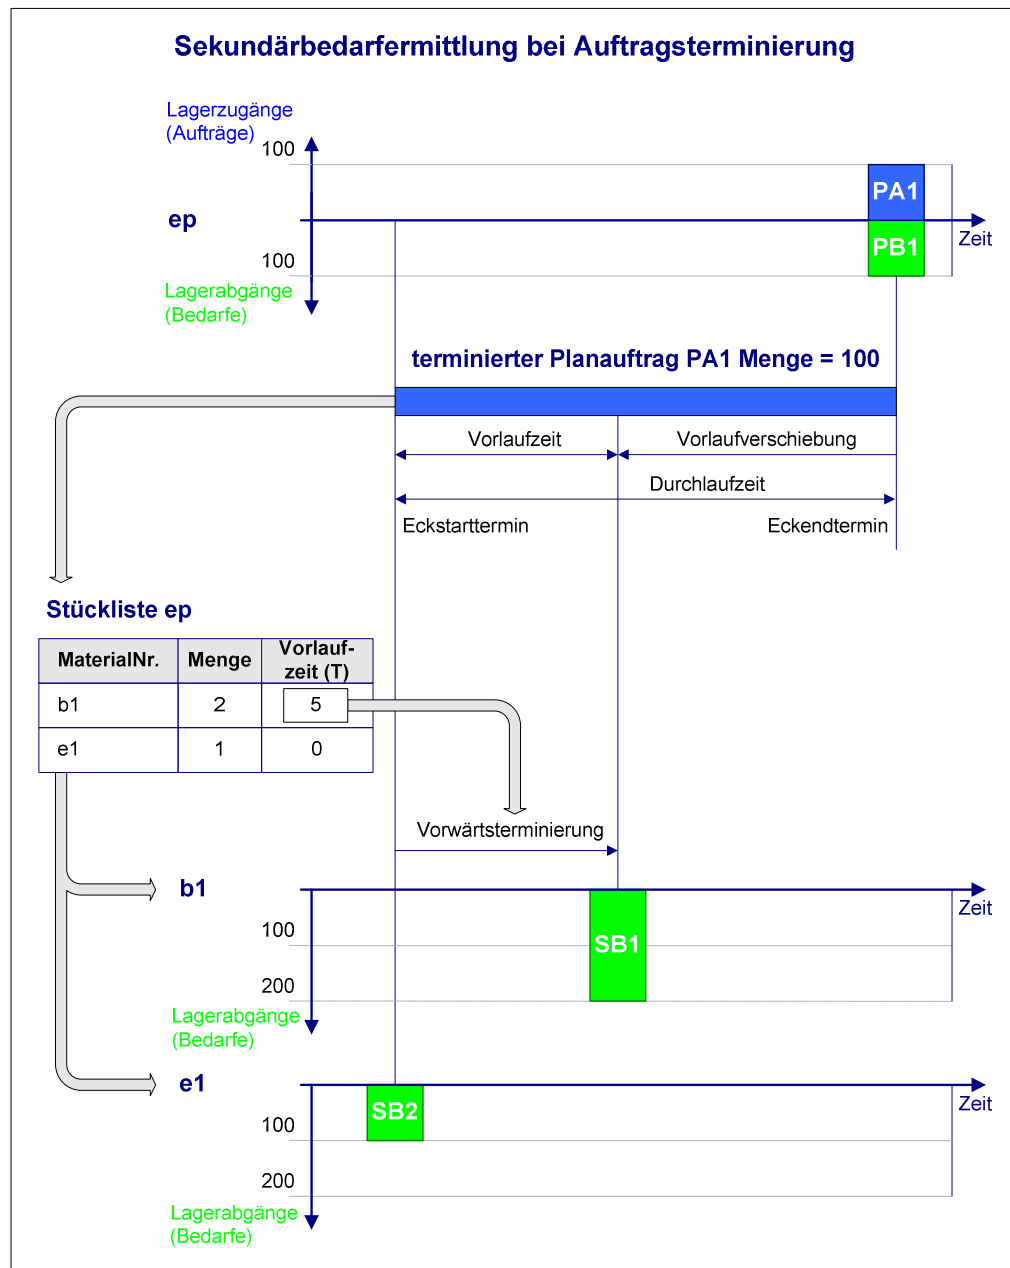 Sekundärbedarfermittlung bei Auftragsterminierung
Lagerzugänge
(Aufträge)
100
PA1
ep
Zeit
PB1
100
Lagerabgänge
(Bedarfe)
terminierter Planauftrag PA1 Menge = 100
Vorlaufzeit
Vorlaufverschiebung
Durchlaufzeit
Eckstarttermin
Eckendtermin
Stückliste ep
MaterialNr. Menge Vorlauf-
zeit (T)
b1 2 5
e1 1 0
Vorwärtsterminierung
b1
Zeit
100
SB1
200
Lagerabgänge
(Bedarfe)
e1
Zeit
SB2
100
200
Lagerabgänge
(Bedarfe)